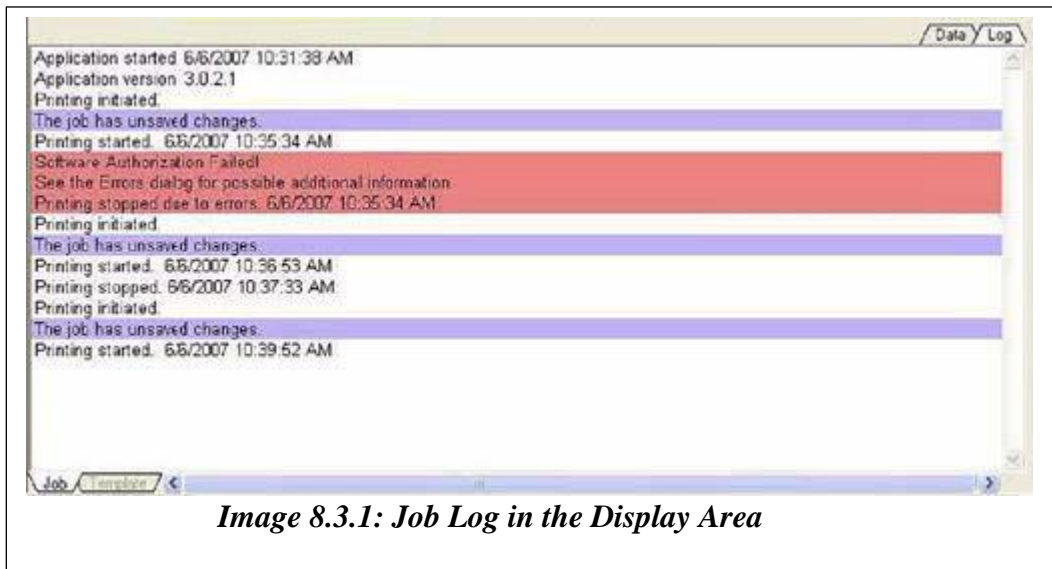 Data Log
Application started 6/6/2007 10:31:38 AM
Application version 3.0.2.1
Printing initiated.
The job has unsaved changes.
Printing started. 6/6/2007 10:35:34 AM
Software Authorization Failed!
See the Errors dialog for possible additional information
Printing stopped due to errors. 6/6/2007 10:35:34 AM
Printing initiated.
The job has unsaved changes.
Printing started. 6/6/2007 10:36:53 AM
Printing stopped. 6/6/2007 10:37:33 AM
Printing initiated.
The job has unsaved changes.
Printing started. 6/6/2007 10:39:52 AM
Job Template
Image 8.3.1: Job Log in the Display Area